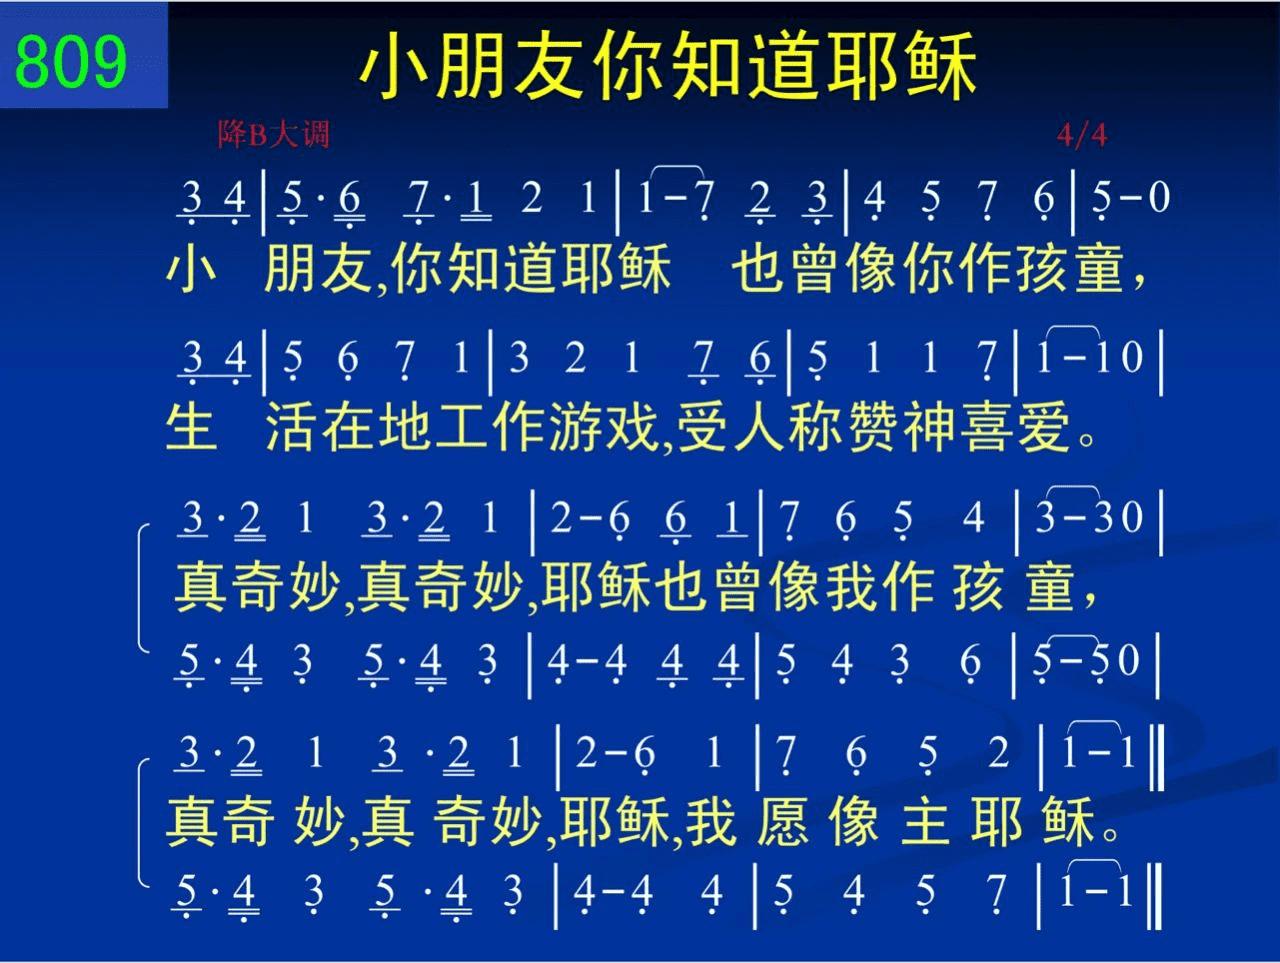 809
小朋友你知道耶稣
降B大调 4/4
3 4|5·6 7·1 2 1|1-7 2 3|4 5 7 6|5-0
小 朋友,你知道耶稣 也曾像你作孩童，
3 4|5 6 7 1|3 2 1 7 6|5 1 1 7|1-10|
生 活在地工作游戏,受人称赞神喜爱。
3·2 1 3·2 1|2-6 6 1|7 6 5 4|3-30|
真奇妙,真奇妙,耶稣也曾像我作 孩 童，
5·4 3 5·4 3|4-4 4 4|5 4 3 6|5-50|
3·2 1 3·2 1|2-6 1|7 6 5 2|1-1||
真奇 妙,真 奇妙,耶稣,我 愿 像 主 耶 稣。
5·4 3 5·4 3|4-4 4|5 4 5 7|1-1||